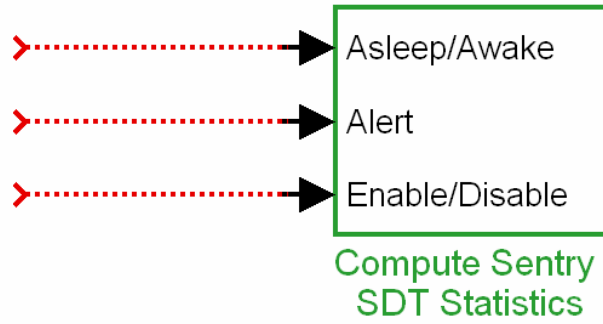 Asleep/Awake
Alert
Enable/Disable
Compute Sentry
SDT Statistics